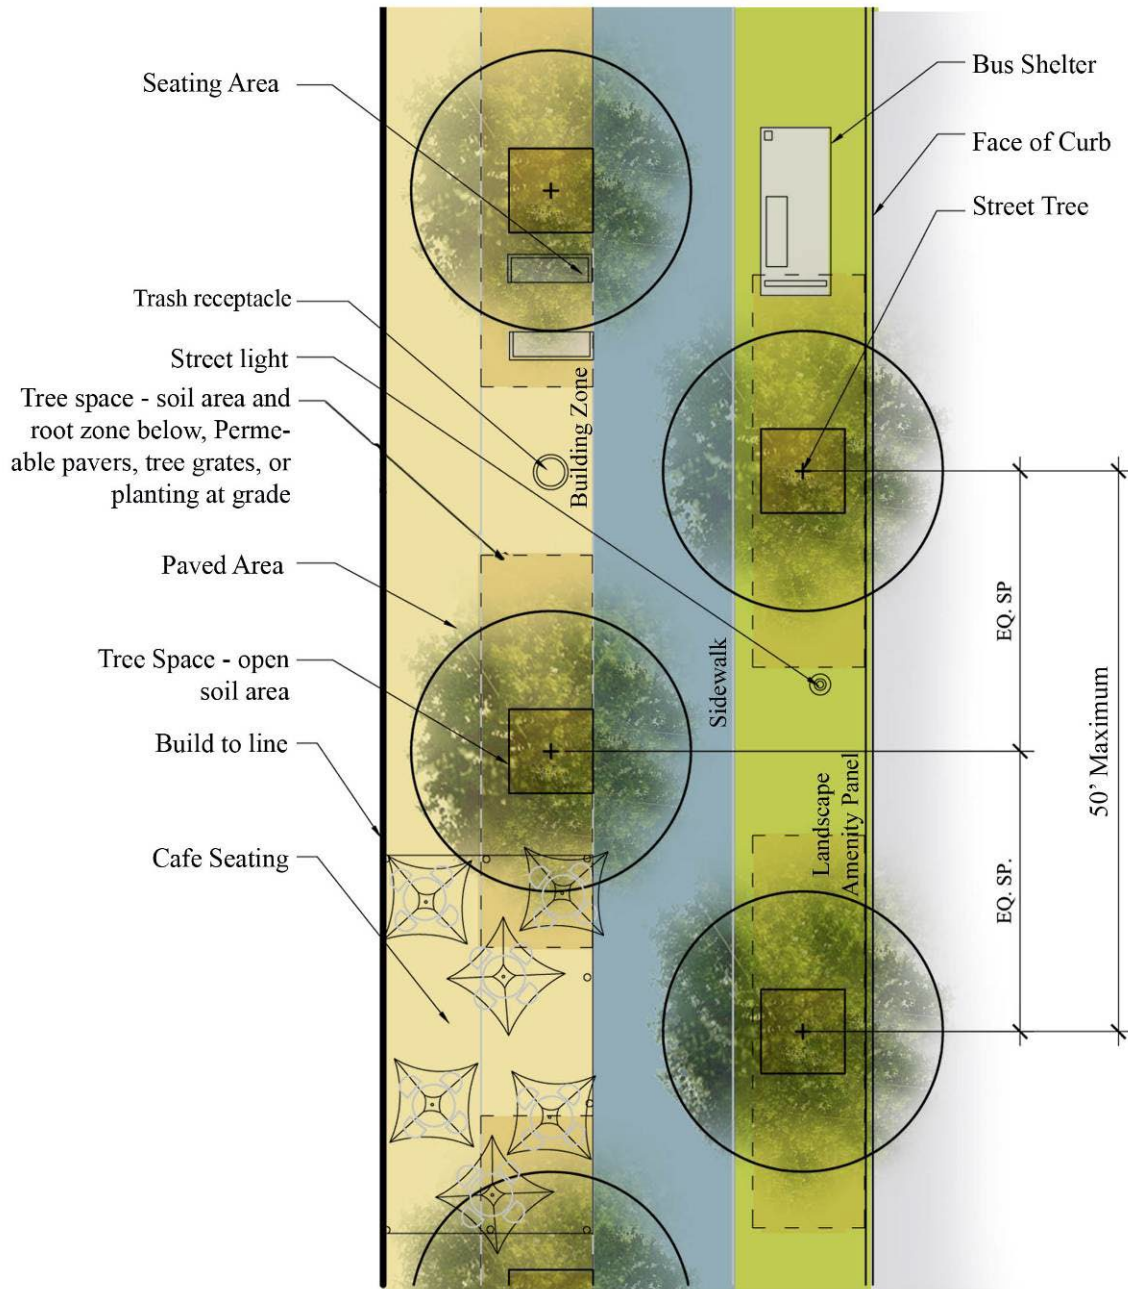 Seating Area
Trash receptacle
Street light
Tree space - soil area and
root zone below, Perme-
able pavers, tree grates, or
planting at grade
Paved Area
Tree Space - open
soil area
Build to line
Cafe Seating
Building Zone
Sidewalk
Landscape
Amenity Panel
Bus Shelter
Face of Curb
Street Tree
EQ. SP
EQ. SP.
50’ Maximum